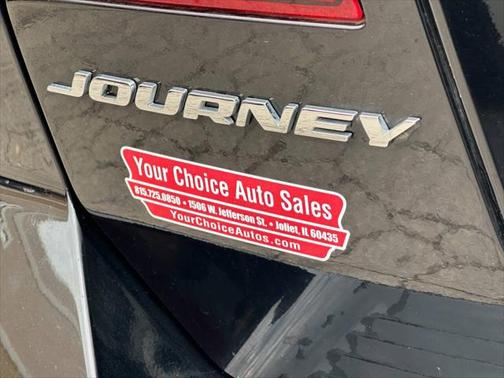 JOURNEY
Your Choice Auto Sales
815.725.0850 • 1506 W. Jefferson St. • Joliet, IL 60435
YourChoiceAutos.com